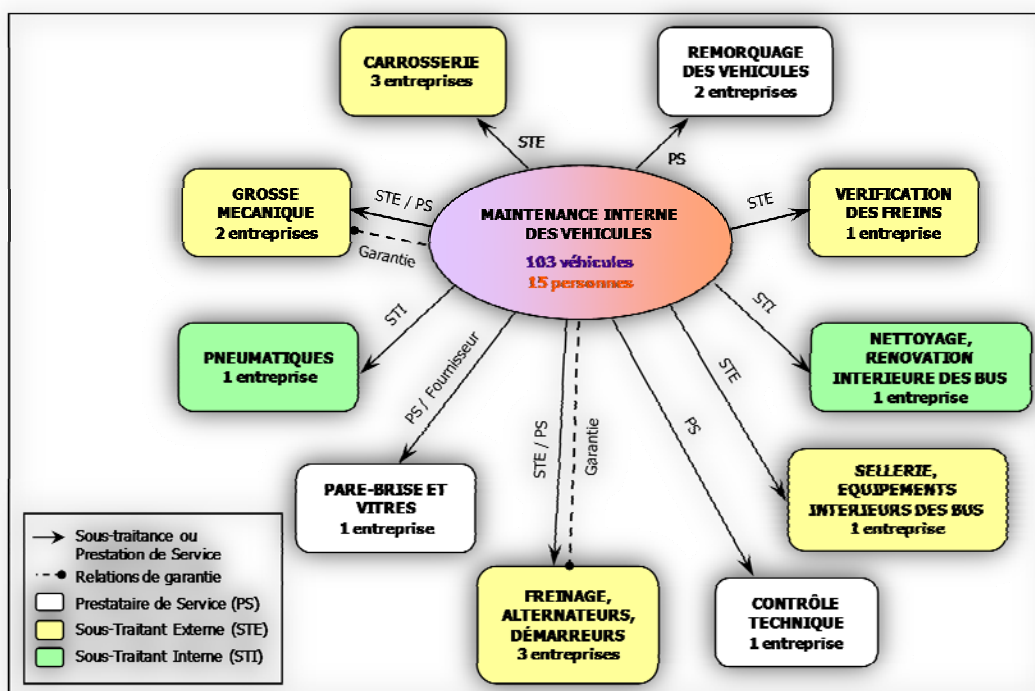 CARROSSERIE
3 entreprises
REMORQUAGE
DES VEHICULES
2 entreprises
STE
PS
GROSSE
MECANIQUE
2 entreprises
STE / PS
Garantie
MAINTENANCE INTERNE
DES VEHICULES
103 véhicules
15 personnes
STE
VERIFICATION
DES FREINS
1 entreprise
STI
PNEUMATIQUES
1 entreprise
STI
NETTOYAGE,
RENOVATION
INTERIEURE DES BUS
1 entreprise
PS / Fournisseur
STE / PS
Garantie
PS
STE
PARE-BRISE ET
VITRES
1 entreprise
SELLERIE,
EQUIPEMENTS
INTERIEURS DES BUS
1 entreprise
FREINAGE,
ALTERNATEURS,
DÉMARREURS
3 entreprises
CONTRÔLE
TECHNIQUE
1 entreprise
Sous-traitance ou
Prestation de Service
Relations de garantie
Prestataire de Service (PS)
Sous-Traitant Externe (STE)
Sous-Traitant Interne (STI)